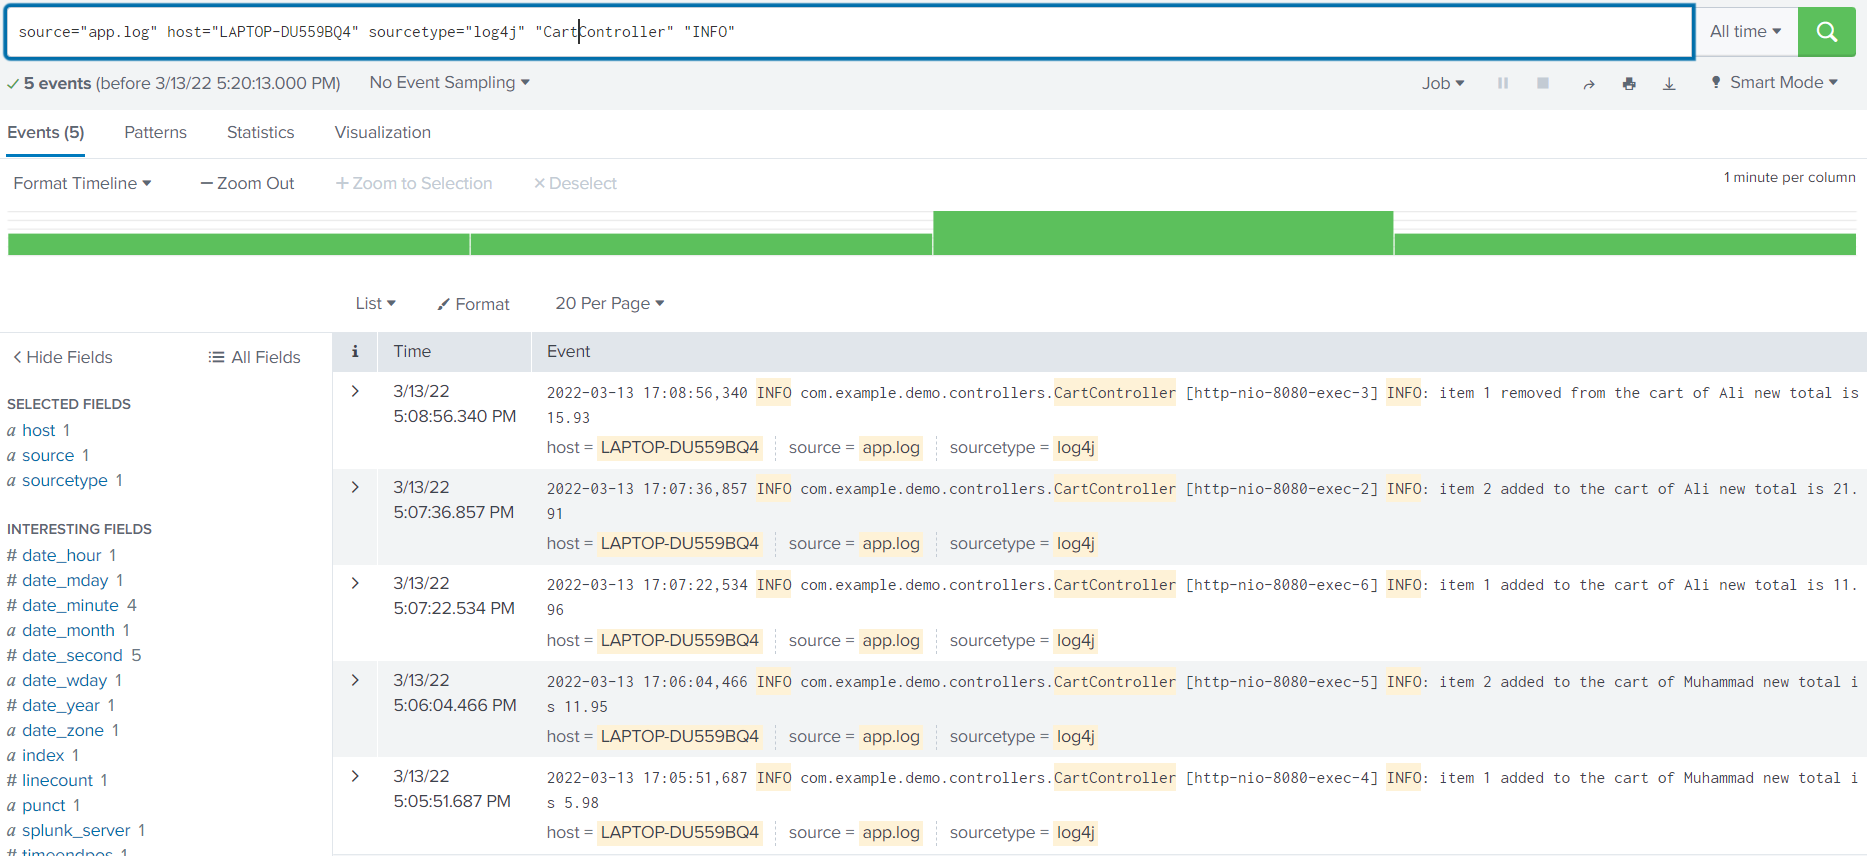 source="app.log" host="LAPTOP-DU559BQ4" sourcetype="log4j" "CartController" "INFO"
All time
5 events (before 3/13/22 5:20:13.000 PM)
No Event Sampling
Job
Smart Mode
Events (5)
Patterns
Statistics
Visualization
Format Timeline
— Zoom Out
+ Zoom to Selection
× Deselect
1 minute per column
List
Format
20 Per Page
Hide Fields
All Fields
SELECTED FIELDS
a host 1
a source 1
a sourcetype 1
INTERESTING FIELDS
# date_hour 1
# date_mday 1
# date_minute 4
a date_month 1
# date_second 5
a date_wday 1
# date_year 1
a date_zone 1
a index 1
# linecount 1
a punct 1
a splunk_server 1
# timeendpos 1
i Time Event
3/13/22
5:08:56.340 PM
2022-03-13 17:08:56,340 INFO com.example.demo.controllers.CartController [http-nio-8080-exec-3] INFO: item 1 removed from the cart of Ali new total is
15.93
host = LAPTOP-DU559BQ4 source = app.log sourcetype = log4j
3/13/22
5:07:36.857 PM
2022-03-13 17:07:36,857 INFO com.example.demo.controllers.CartController [http-nio-8080-exec-2] INFO: item 2 added to the cart of Ali new total is 21.
91
host = LAPTOP-DU559BQ4 source = app.log sourcetype = log4j
3/13/22
5:07:22.534 PM
2022-03-13 17:07:22,534 INFO com.example.demo.controllers.CartController [http-nio-8080-exec-6] INFO: item 1 added to the cart of Ali new total is 11.
96
host = LAPTOP-DU559BQ4 source = app.log sourcetype = log4j
3/13/22
5:06:04.466 PM
2022-03-13 17:06:04,466 INFO com.example.demo.controllers.CartController [http-nio-8080-exec-5] INFO: item 2 added to the cart of Muhammad new total i
s 11.95
host = LAPTOP-DU559BQ4 source = app.log sourcetype = log4j
3/13/22
5:05:51.687 PM
2022-03-13 17:05:51,687 INFO com.example.demo.controllers.CartController [http-nio-8080-exec-4] INFO: item 1 added to the cart of Muhammad new total i
s 5.98
host = LAPTOP-DU559BQ4 source = app.log sourcetype = log4j